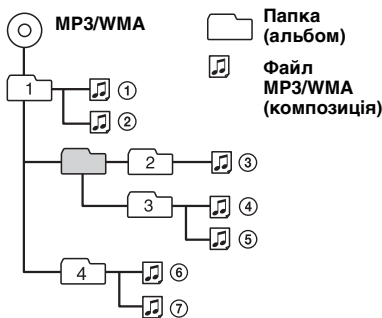 MP3/WMA
Папка
(альбом)
Файл
MP3/WMA
(композиція)
1
①
②
2
③
3
④
⑤
4
⑥
⑦